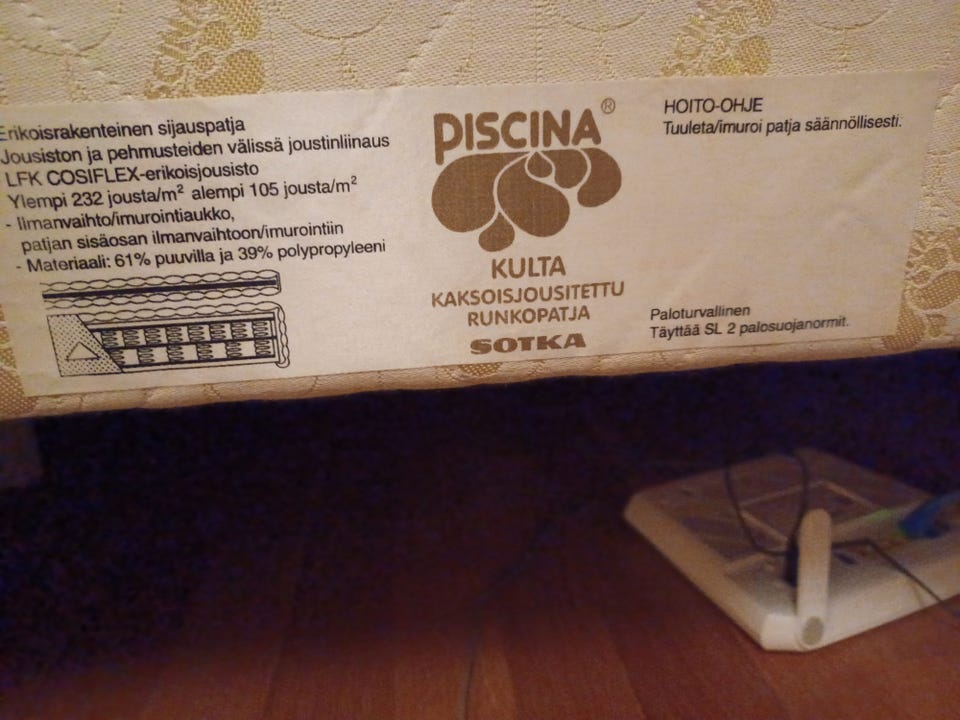 Erikoisrakenteinen sijauspatja
Jousiston ja pehmusteiden välissä joustinliinaus
LFK COSIFLEX-erikoisjousisto
Ylempi 232 jousta/m² alempi 105 jousta/m²
- Ilmanvaihto/imurointiaukko,
patjan sisäosan ilmanvaihtoon/imurointiin
- Materiaali: 61% puuvilla ja 39% polypropyleeni
PISCINA®
KULTA
KAKSOISJOUSITETTU
RUNKOPATJA
SOTKA
HOITO-OHJE
Tuuleta/imuroi patja säännöllisesti.
Paloturvallinen
Täyttää SL 2 palosuojanormit.